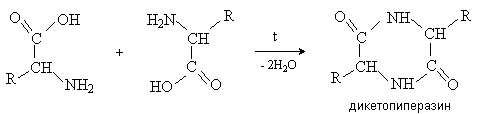 O OH C CH R NH₂
+
H₂N R CH C HO O
t
- 2H₂O
O NH R C CH CH C R NH O
дикетопиперазин